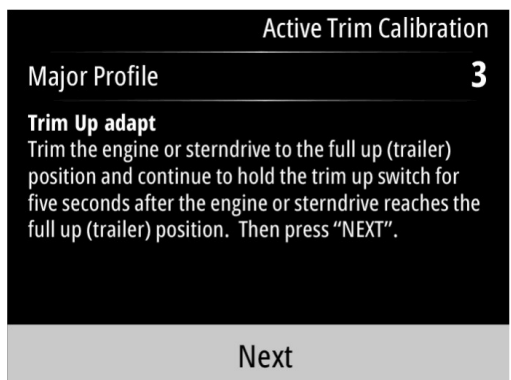 Active Trim Calibration
Major Profile 3
Trim Up adapt
Trim the engine or sterndrive to the full up (trailer)
position and continue to hold the trim up switch for
five seconds after the engine or sterndrive reaches the
full up (trailer) position.  Then press “NEXT”.
Next